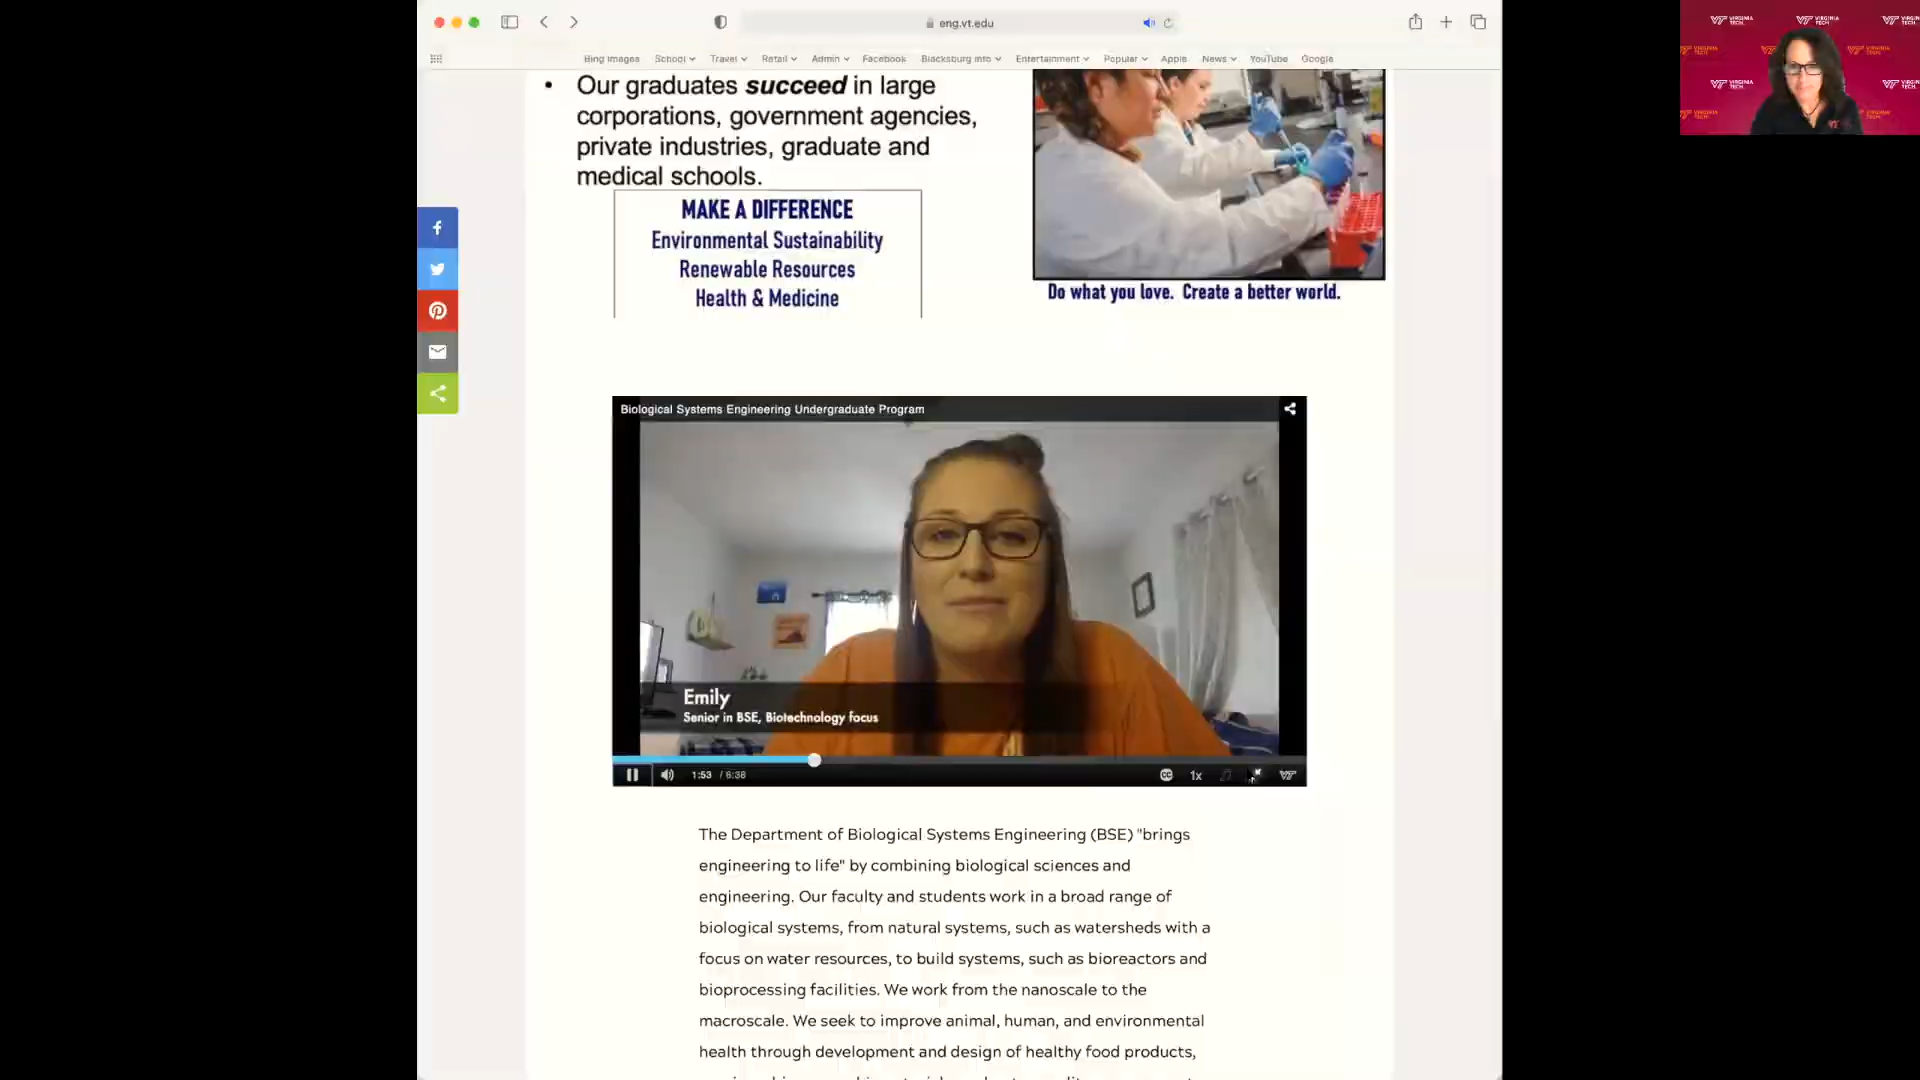 eng.vt.edu
Bing Images School Travel Retail Admin Facebook Blacksburg Info Entertainment Popular Apple News YouTube Google
VIRGINIA TECH
• Our graduates succeed in large
corporations, government agencies,
private industries, graduate and
medical schools.
MAKE A DIFFERENCE
Environmental Sustainability
Renewable Resources
Health & Medicine
Do what you love. Create a better world.
Biological Systems Engineering Undergraduate Program
Emily
Senior in BSE, Biotechnology focus
1:53 / 6:38
CC 1x
The Department of Biological Systems Engineering (BSE) "brings
engineering to life" by combining biological sciences and
engineering. Our faculty and students work in a broad range of
biological systems, from natural systems, such as watersheds with a
focus on water resources, to build systems, such as bioreactors and
bioprocessing facilities. We work from the nanoscale to the
macroscale. We seek to improve animal, human, and environmental
health through development and design of healthy food products,